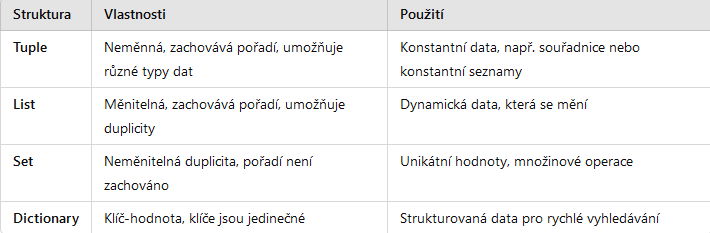 Struktura Vlastnosti Použití
Tuple Neměnná, zachovává pořadí, umožňuje Konstantní data, např. souřadnice nebo
různé typy dat konstantní seznamy
List Měnitelná, zachovává pořadí, umožňuje Dynamická data, která se mění
duplicity
Set Neměnitelná duplicita, pořadí není Unikátní hodnoty, množinové operace
zachováno
Dictionary Klíč-hodnota, klíče jsou jedinečné Strukturovaná data pro rychlé vyhledávání